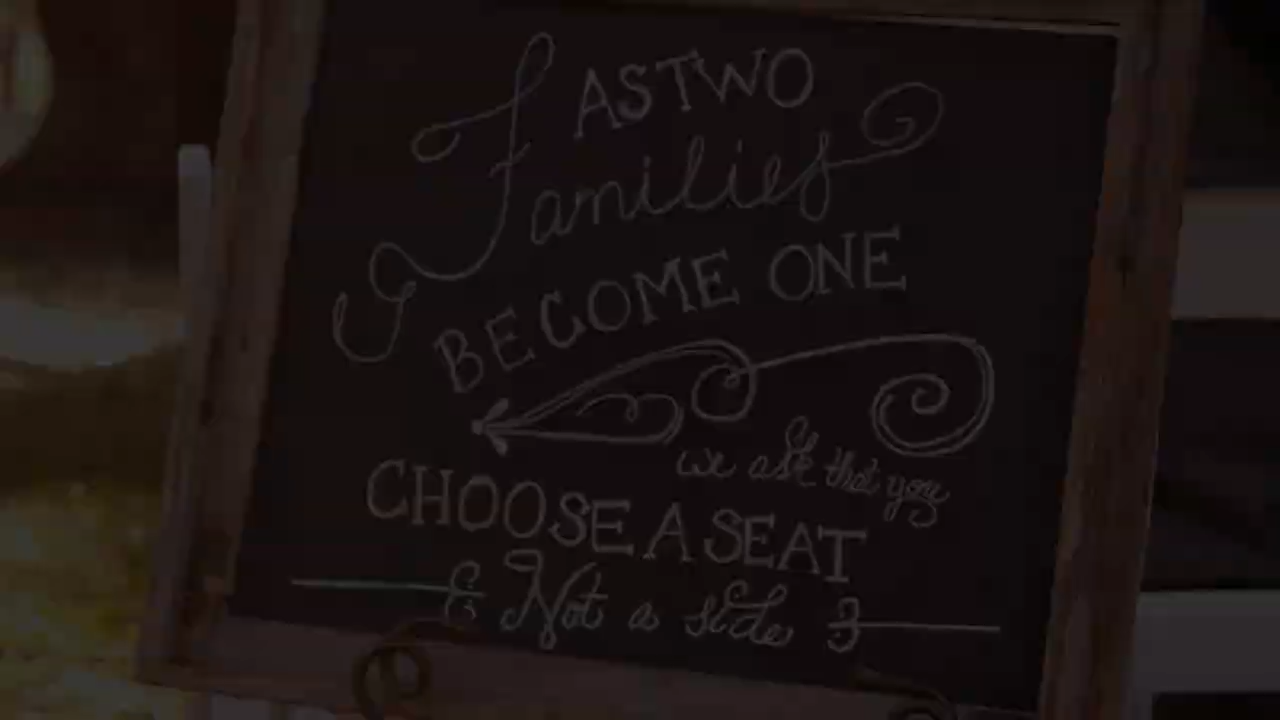 AS TWO
Families
BECOME ONE
we ask that you
CHOOSE A SEAT
& Not a side